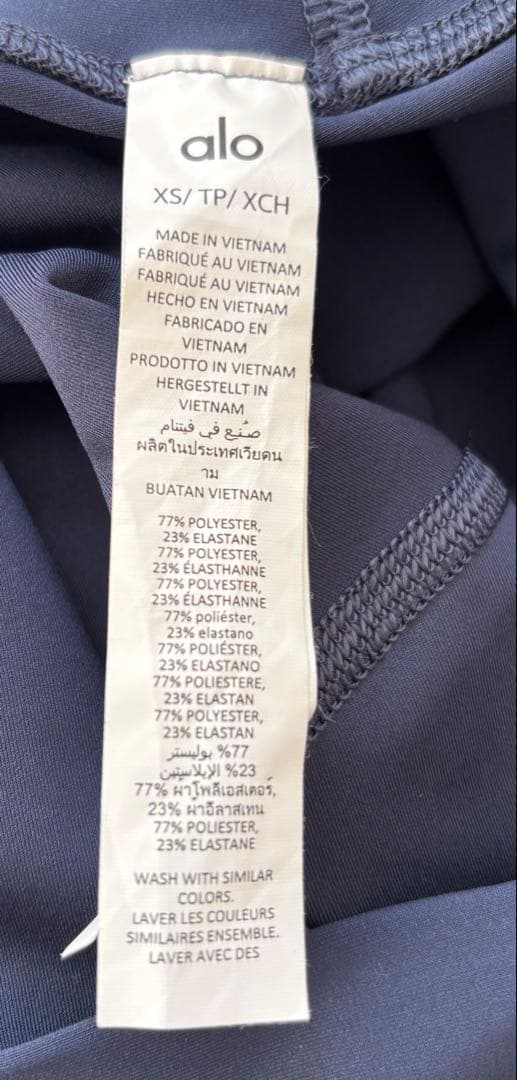 alo
XS/ TP/ XCH
MADE IN VIETNAM
FABRIQUÉ AU VIETNAM
FABRIQUÉ AU VIETNAM
HECHO EN VIETNAM
FABRICADO EN
VIETNAM
PRODOTTO IN VIETNAM
HERGESTELLT IN
VIETNAM
صُنِع في فيتنام
ผลิตในประเทศเวียดน
าม
BUATAN VIETNAM
77% POLYESTER,
23% ELASTANE
77% POLYESTER,
23% ÉLASTHANNE
77% POLYESTER,
23% ÉLASTHANNE
77% poliéster,
23% elastano
77% POLIÉSTER,
23% ELASTANO
77% POLIESTERE,
23% ELASTAN
77% POLYESTER,
23% ELASTAN
77% بوليستر
23% الإيلاستين
77% ผ้าโพลีเอสเตอร์,
23% ผ้าอีลาสเทน
77% POLIESTER,
23% ELASTANE
WASH WITH SIMILAR
COLORS.
LAVER LES COULEURS
SIMILAIRES ENSEMBLE.
LAVER AVEC DES